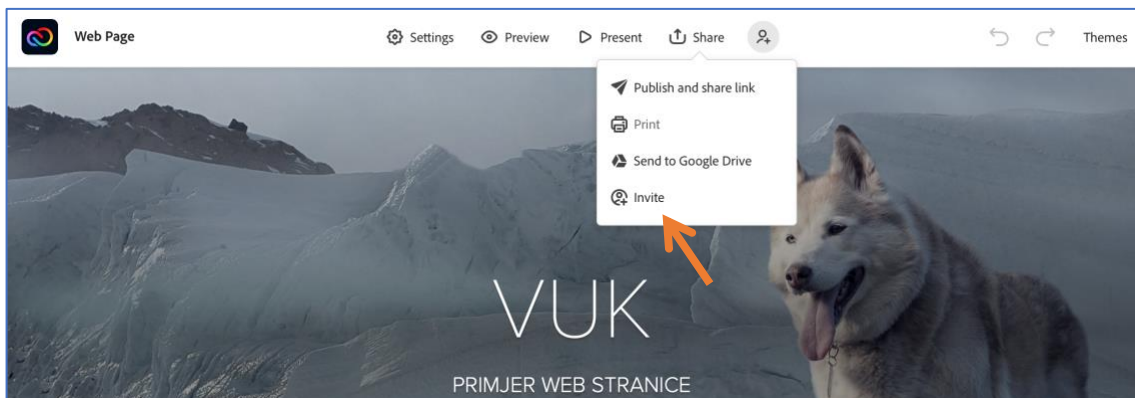 Web Page Settings Preview Present Share Themes
Publish and share link
Print
Send to Google Drive
Invite
VUK
PRIMJER WEB STRANICE